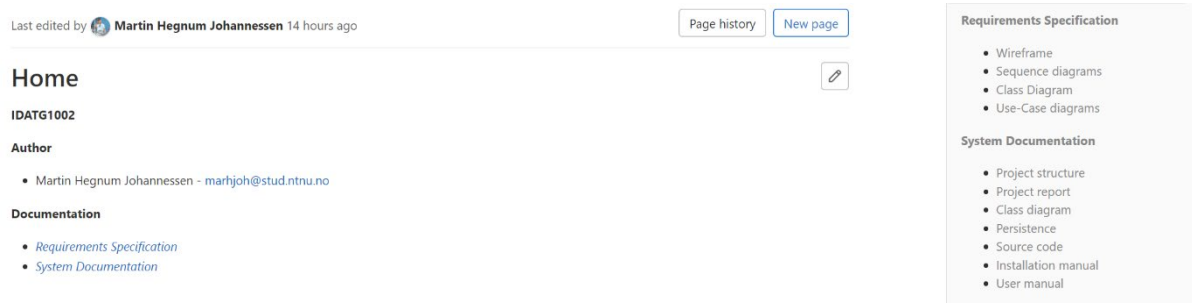 Last edited by Martin Hegnum Johannessen 14 hours ago
Page history
New page
Home
IDATG1002
Author
Martin Hegnum Johannessen - marhjoh@stud.ntnu.no
Documentation
Requirements Specification
System Documentation
Requirements Specification
Wireframe
Sequence diagrams
Class Diagram
Use-Case diagrams
System Documentation
Project structure
Project report
Class diagram
Persistence
Source code
Installation manual
User manual